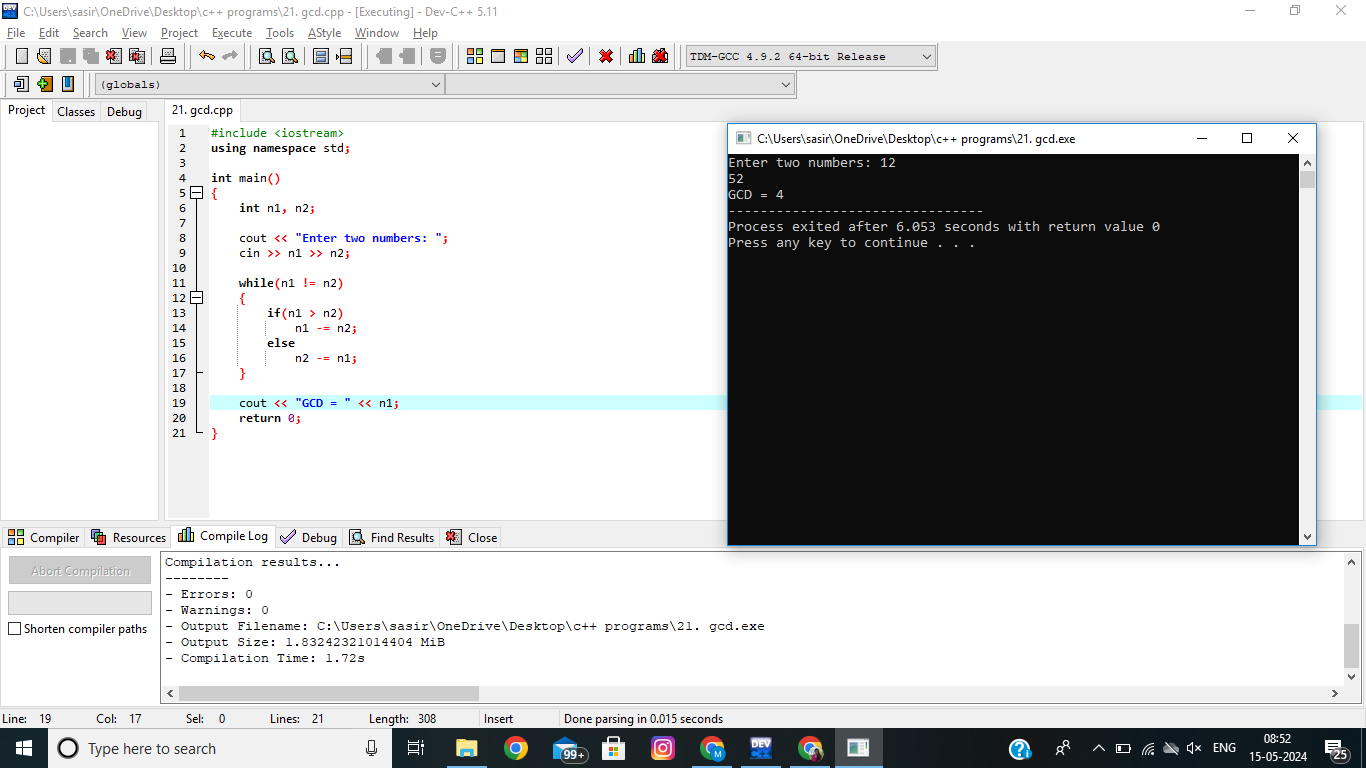 C:\Users\sasir\OneDrive\Desktop\c++ programs\21. gcd.cpp - [Executing] - Dev-C++ 5.11
File Edit Search View Project Execute Tools AStyle Window Help
TDM-GCC 4.9.2 64-bit Release
(globals)
Project Classes Debug
21. gcd.cpp
1 #include <iostream>
2 using namespace std;
3
4 int main()
5 {
6 int n1, n2;
7
8 cout << "Enter two numbers: ";
9 cin >> n1 >> n2;
10
11 while(n1 != n2)
12 {
13 if(n1 > n2)
14 n1 -= n2;
15 else
16 n2 -= n1;
17 }
18
19 cout << "GCD = " << n1;
20 return 0;
21 }
C:\Users\sasir\OneDrive\Desktop\c++ programs\21. gcd.exe
Enter two numbers: 12
52
GCD = 4
--------------------------------
Process exited after 6.053 seconds with return value 0
Press any key to continue . . .
Compiler Resources Compile Log Debug Find Results Close
Abort Compilation
Shorten compiler paths
Compilation results...
--------
- Errors: 0
- Warnings: 0
- Output Filename: C:\Users\sasir\OneDrive\Desktop\c++ programs\21. gcd.exe
- Output Size: 1.83242321014404 MiB
- Compilation Time: 1.72s
Line: 19 Col: 17 Sel: 0 Lines: 21 Length: 308 Insert Done parsing in 0.015 seconds
Type here to search
99+
M
DEV
ENG
08:52
15-05-2024
25